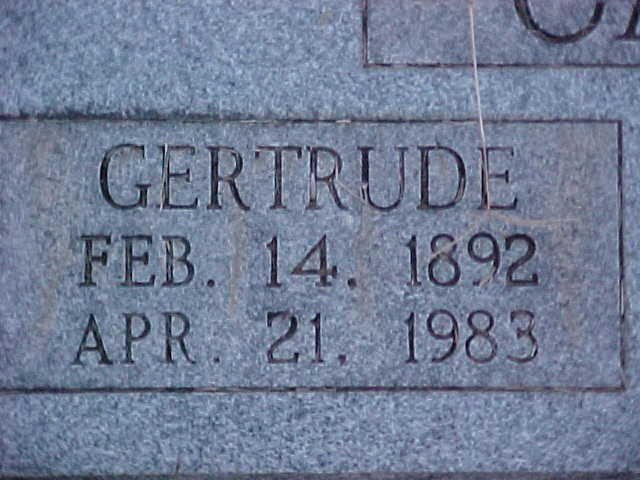 GERTRUDE
FEB. 14. 1892
APR. 21. 1983